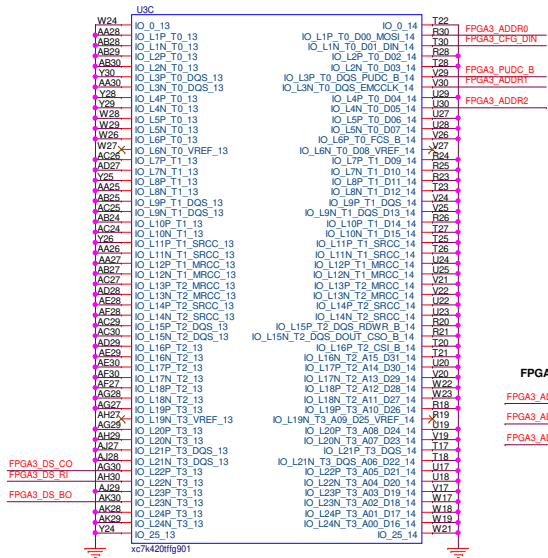 U3C
W24 IO_0_13 IO_0_14 T22
AA28 IO_L1P_T0_13 IO_L1P_T0_D00_MOSI_14 R30 FPGA3_ADDR0
AB28 IO_L1N_T0_13 IO_L1N_T0_D01_DIN_14 T30 FPGA3_CFG_DIN
AB29 IO_L2P_T0_13 IO_L2P_T0_D02_14 R28
AB30 IO_L2N_T0_13 IO_L2N_T0_D03_14 T28
Y30 IO_L3P_T0_DQS_13 IO_L3P_T0_DQS_PUDC_B_14 V29 FPGA3_PUDC_B
AA30 IO_L3N_T0_DQS_13 IO_L3N_T0_DQS_EMCCLK_14 V30 FPGA3_ADDR1
Y28 IO_L4P_T0_13 IO_L4P_T0_D04_14 U29
Y29 IO_L4N_T0_13 IO_L4N_T0_D05_14 U30 FPGA3_ADDR2
W28 IO_L5P_T0_13 IO_L5P_T0_D06_14 U27
W29 IO_L5N_T0_13 IO_L5N_T0_D07_14 U28
W26 IO_L6P_T0_13 IO_L6P_T0_FCS_B_14 V26
W27 IO_L6N_T0_VREF_13 IO_L6N_T0_D08_VREF_14 V27
AC26 IO_L7P_T1_13 IO_L7P_T1_D09_14 R24
AD27 IO_L7N_T1_13 IO_L7N_T1_D10_14 R25
Y25 IO_L8P_T1_13 IO_L8P_T1_D11_14 R23
AA25 IO_L8N_T1_13 IO_L8N_T1_D12_14 T23
AB25 IO_L9P_T1_DQS_13 IO_L9P_T1_DQS_14 V24
AC25 IO_L9N_T1_DQS_13 IO_L9N_T1_DQS_D13_14 V25
AB24 IO_L10P_T1_13 IO_L10P_T1_D14_14 R26
AC24 IO_L10N_T1_13 IO_L10N_T1_D15_14 T27
Y26 IO_L11P_T1_SRCC_13 IO_L11P_T1_SRCC_14 T25
AA26 IO_L11N_T1_SRCC_13 IO_L11N_T1_SRCC_14 T26
AA27 IO_L12P_T1_MRCC_13 IO_L12P_T1_MRCC_14 U24
AB27 IO_L12N_T1_MRCC_13 IO_L12N_T1_MRCC_14 U25
AC27 IO_L13P_T2_MRCC_13 IO_L13P_T2_MRCC_14 V21
AD28 IO_L13N_T2_MRCC_13 IO_L13N_T2_MRCC_14 V22
AE28 IO_L14P_T2_SRCC_13 IO_L14P_T2_SRCC_14 U22
AF28 IO_L14N_T2_SRCC_13 IO_L14N_T2_SRCC_14 U23
AC29 IO_L15P_T2_DQS_13 IO_L15P_T2_DQS_RDWR_B_14 R20
AC30 IO_L15N_T2_DQS_13 IO_L15N_T2_DQS_DOUT_CSO_B_14 R21
AD29 IO_L16P_T2_13 IO_L16P_T2_CSI_B_14 T20
AE29 IO_L16N_T2_13 IO_L16N_T2_A15_D31_14 T21
AE30 IO_L17P_T2_13 IO_L17P_T2_A14_D30_14 U20
AF30 IO_L17N_T2_13 IO_L17N_T2_A13_D29_14 V20
AF27 IO_L18P_T2_13 IO_L18P_T2_A12_D28_14 W22
AG28 IO_L18N_T2_13 IO_L18N_T2_A11_D27_14 W23
AG27 IO_L19P_T3_13 IO_L19P_T3_A10_D26_14 R18
AH27 IO_L19N_T3_VREF_13 IO_L19N_T3_A09_D25_VREF_14 R19
AG29 IO_L20P_T3_13 IO_L20P_T3_A08_D24_14 U19
AH29 IO_L20N_T3_13 IO_L20N_T3_A07_D23_14 V19
AJ27 IO_L21P_T3_DQS_13 IO_L21P_T3_DQS_14 T17
AJ28 IO_L21N_T3_DQS_13 IO_L21N_T3_DQS_A06_D22_14 T18
FPGA3_DS_CO AG30 IO_L22P_T3_13 IO_L22P_T3_A05_D21_14 U17
FPGA3_DS_RI AH30 IO_L22N_T3_13 IO_L22N_T3_A04_D20_14 U18
AJ29 IO_L23P_T3_13 IO_L23P_T3_A03_D19_14 V17
FPGA3_DS_BO AK30 IO_L23N_T3_13 IO_L23N_T3_A02_D18_14 W17
AK28 IO_L24P_T3_13 IO_L24P_T3_A01_D17_14 W18
AK29 IO_L24N_T3_13 IO_L24N_T3_A00_D16_14 W19
Y24 IO_25_13 IO_25_14 W21
xc7k420tffg901
FPGA
FPGA3_AD
FPGA3_AD
FPGA3_AD